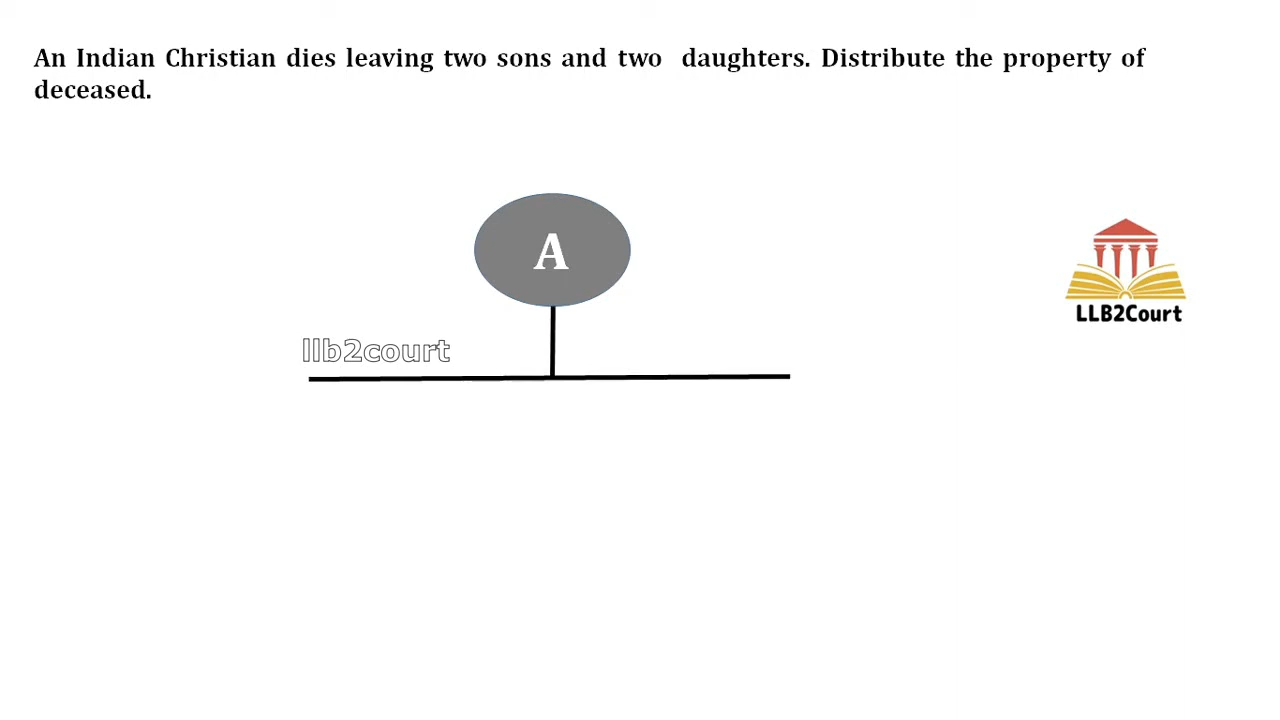 An Indian Christian dies leaving two sons and two daughters. Distribute the property of
deceased.
A
LLB2Court
llb2court